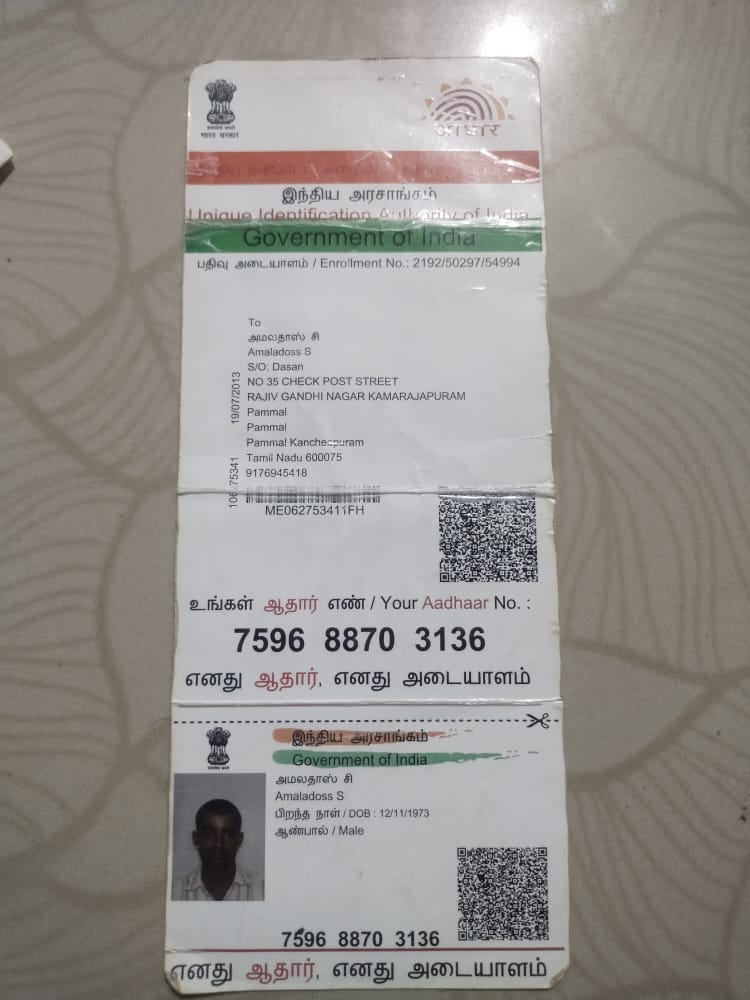 भारत सरकार
आधार
இந்திய அரசாங்கம்
Unique Identification Authority of India
Government of India
பதிவு அடையாளம் / Enrollment No.: 2192/50297/54994
To
அமலதாஸ் சி
Amaladoss S
S/O: Dasan
NO 35 CHECK POST STREET
RAJIV GANDHI NAGAR KAMARAJAPURAM
Pammal
Pammal
Pammal Kancheepuram
Tamil Nadu 600075
9176945418
19/07/2013
ME062753411FH
உங்கள் ஆதார் எண் / Your Aadhaar No. :
7596 8870 3136
எனது ஆதார், எனது அடையாளம்
இந்திய அரசாங்கம்
Government of India
அமலதாஸ் சி
Amaladoss S
பிறந்த நாள் / DOB : 12/11/1973
ஆண்பால் / Male
7596 8870 3136
எனது ஆதார், எனது அடையாளம்